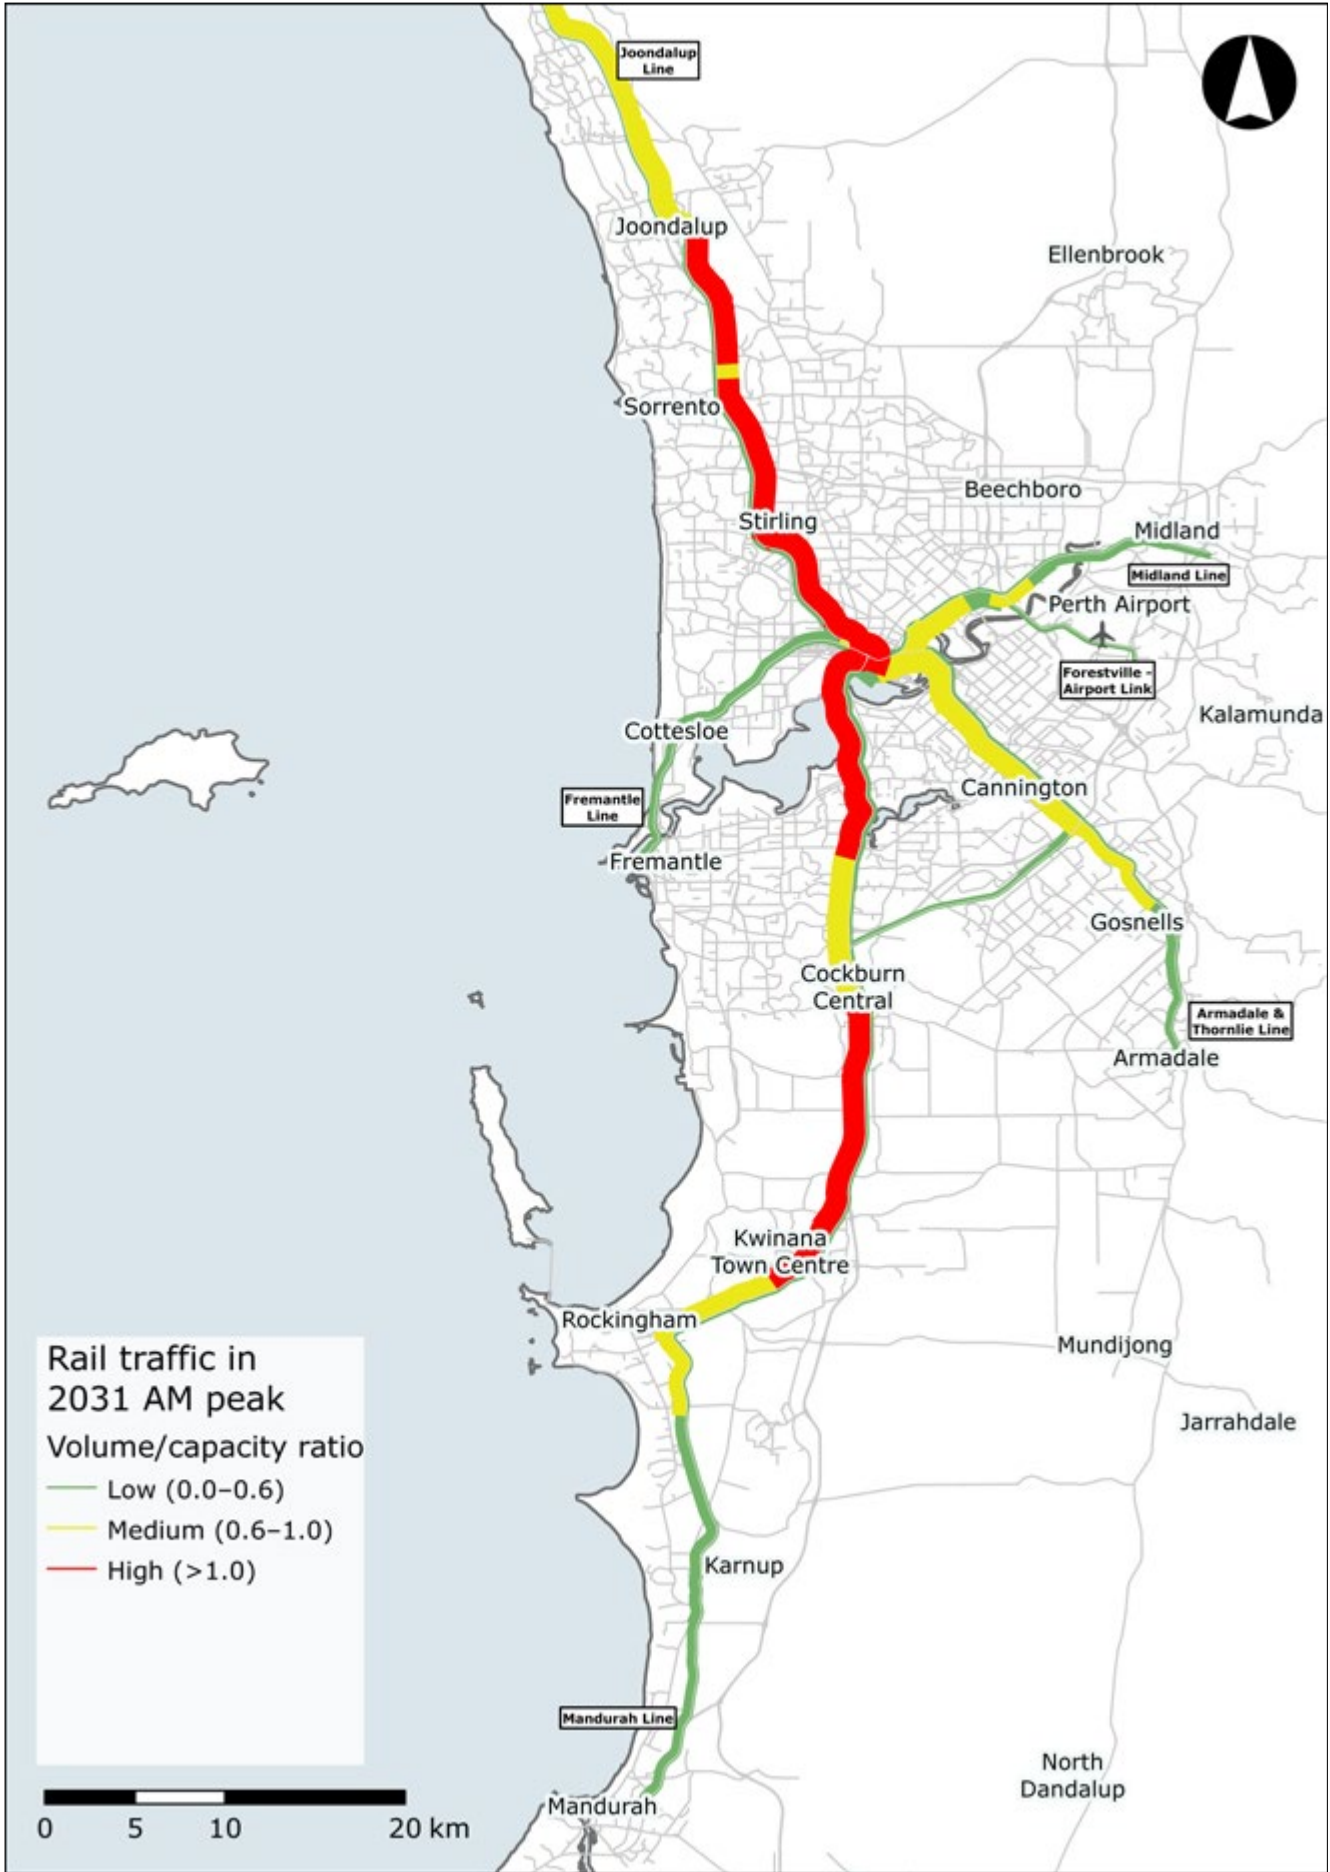 Joondalup
Line
Joondalup
Ellenbrook
Sorrento
Beechboro
Stirling
Midland
Midland Line
Perth Airport
Forestville -
Airport Link
Kalamunda
Cottesloe
Cannington
Fremantle
Line
Fremantle
Gosnells
Cockburn
Central
Armadale &
Thornlie Line
Armadale
Kwinana
Town Centre
Rockingham
Mundijong
Jarrahdale
Rail traffic in
2031 AM peak
Volume/capacity ratio
Low (0.0–0.6)
Medium (0.6–1.0)
High (>1.0)
Karnup
Mandurah Line
North
Dandalup
Mandurah
0 5 10 20 km